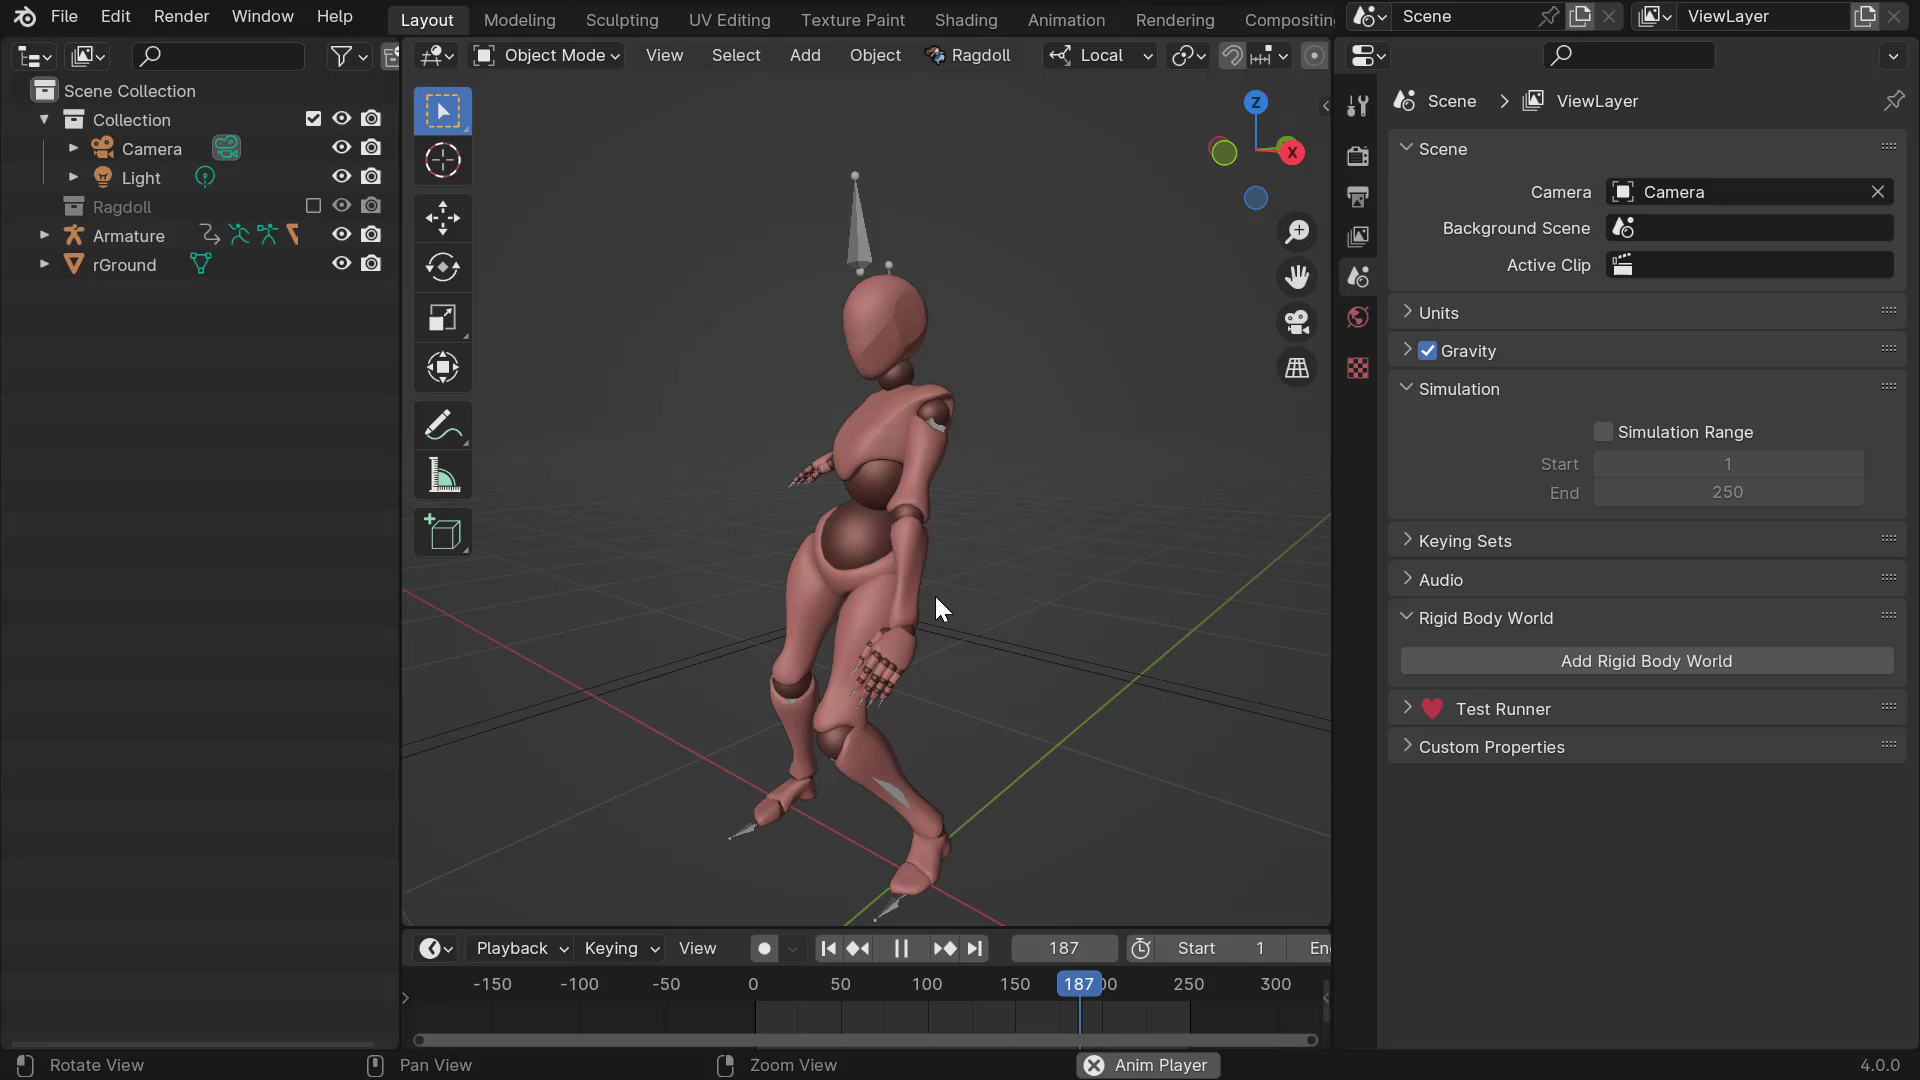 File Edit Render Window Help
Layout Modeling Sculpting UV Editing Texture Paint Shading Animation Rendering Compositing
Scene ViewLayer
Object Mode View Select Add Object Ragdoll Local
Scene Collection
Collection
Camera
Light
Ragdoll
Armature
rGround
Z
X
Scene > ViewLayer
Scene
Camera Camera
Background Scene
Active Clip
Units
Gravity
Simulation
Simulation Range
Start 1
End 250
Keying Sets
Audio
Rigid Body World
Add Rigid Body World
Test Runner
Custom Properties
Playback Keying View 187 Start 1
-150 -100 -50 0 50 100 150 187 250 300
Rotate View Pan View Zoom View Anim Player 4.0.0